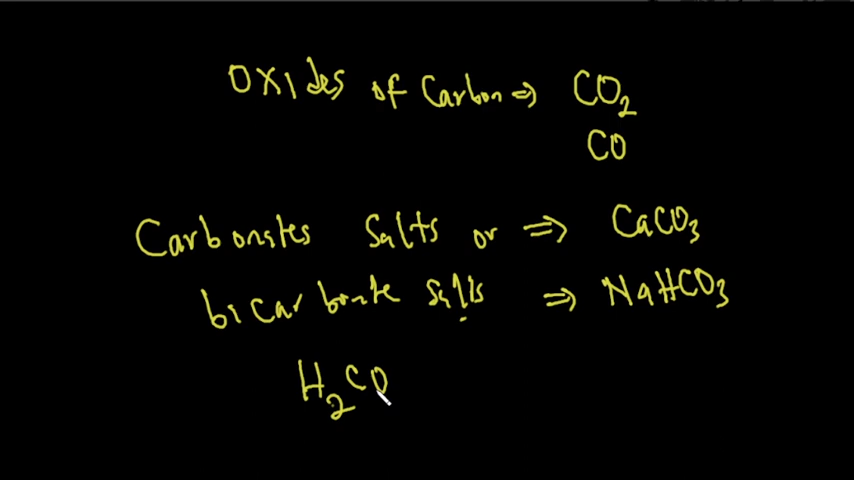 Oxides of Carbon ⇒ CO₂
CO
Carbonates Salts or ⇒ CaCO₃
bicarbonate Salts ⇒ NaHCO₃
H₂CO